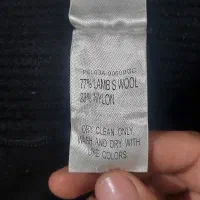 77% LAMB'S WOOL
23% NYLON
DRY CLEAN ONLY
WASH AND DRY WITH
LIKE COLORS.